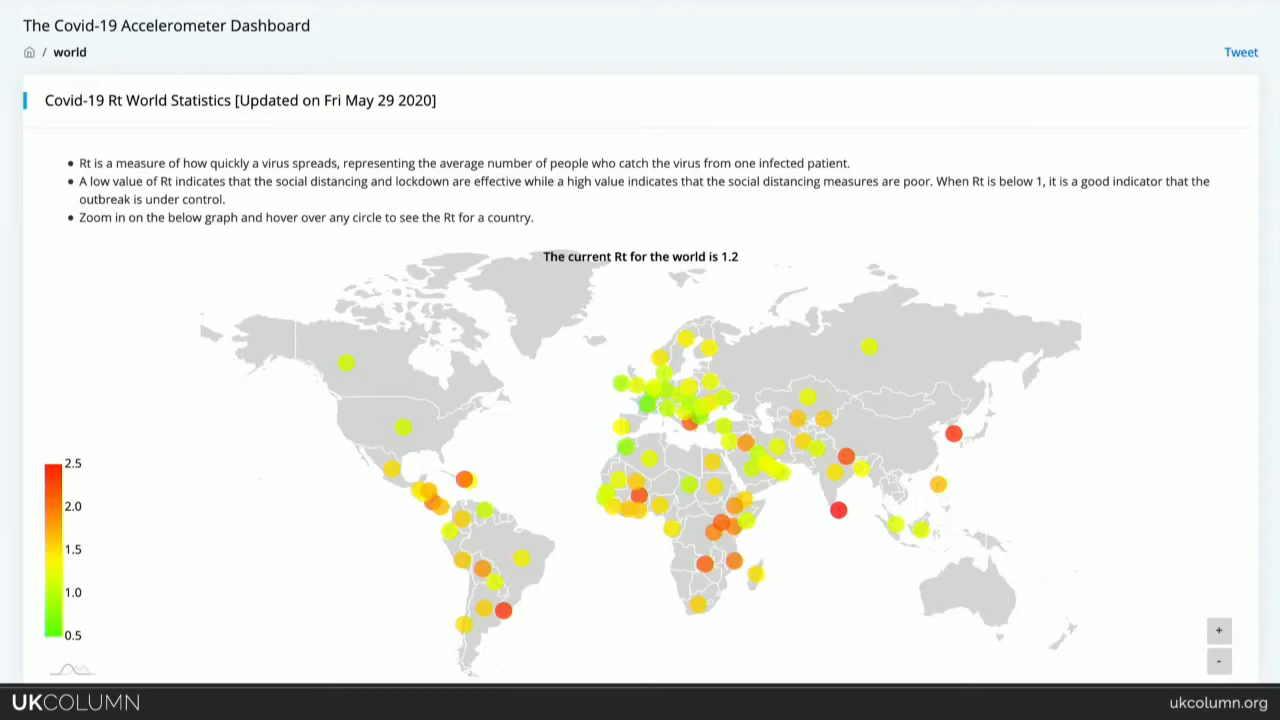 The Covid-19 Accelerometer Dashboard
/ world
Tweet
Covid-19 Rt World Statistics [Updated on Fri May 29 2020]
• Rt is a measure of how quickly a virus spreads, representing the average number of people who catch the virus from one infected patient.
• A low value of Rt indicates that the social distancing and lockdown are effective while a high value indicates that the social distancing measures are poor. When Rt is below 1, it is a good indicator that the
outbreak is under control.
• Zoom in on the below graph and hover over any circle to see the Rt for a country.
The current Rt for the world is 1.2
2.5
2.0
1.5
1.0
0.5
+
-
UKCOLUMN
ukcolumn.org